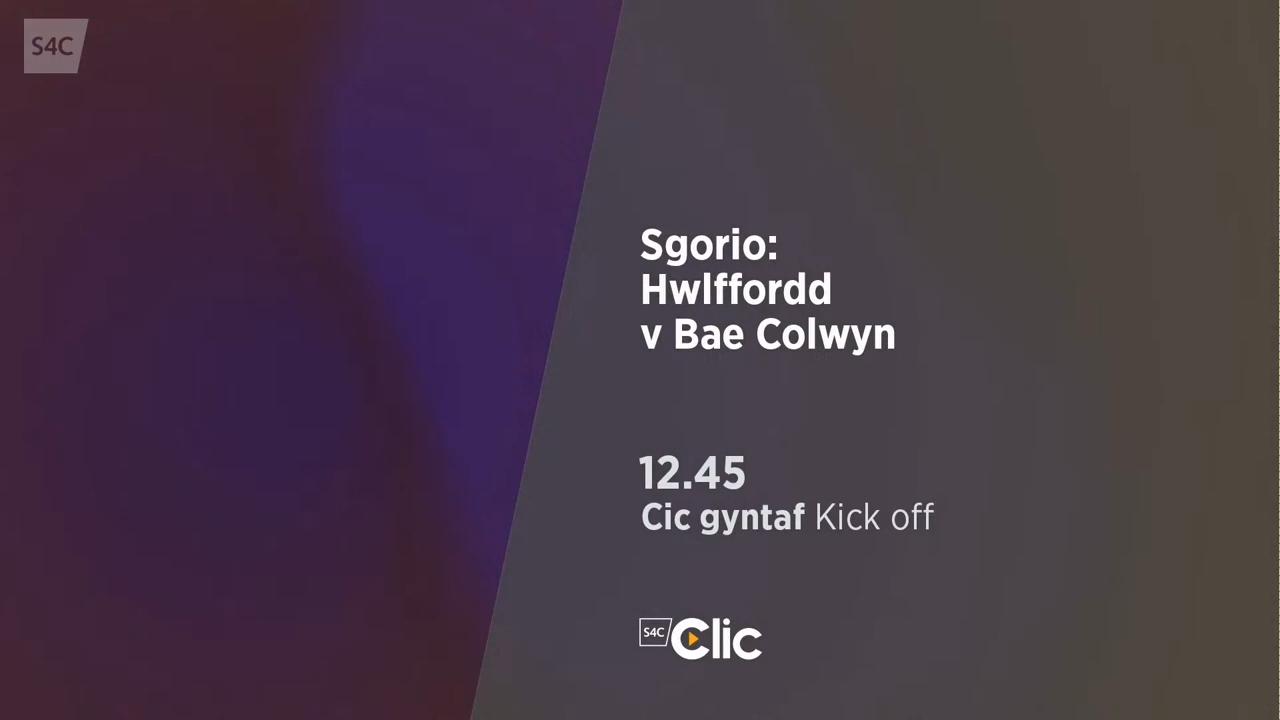 S4C
Sgorio:
Hwlffordd
v Bae Colwyn
12.45
Cic gyntaf Kick off
S4C Clic